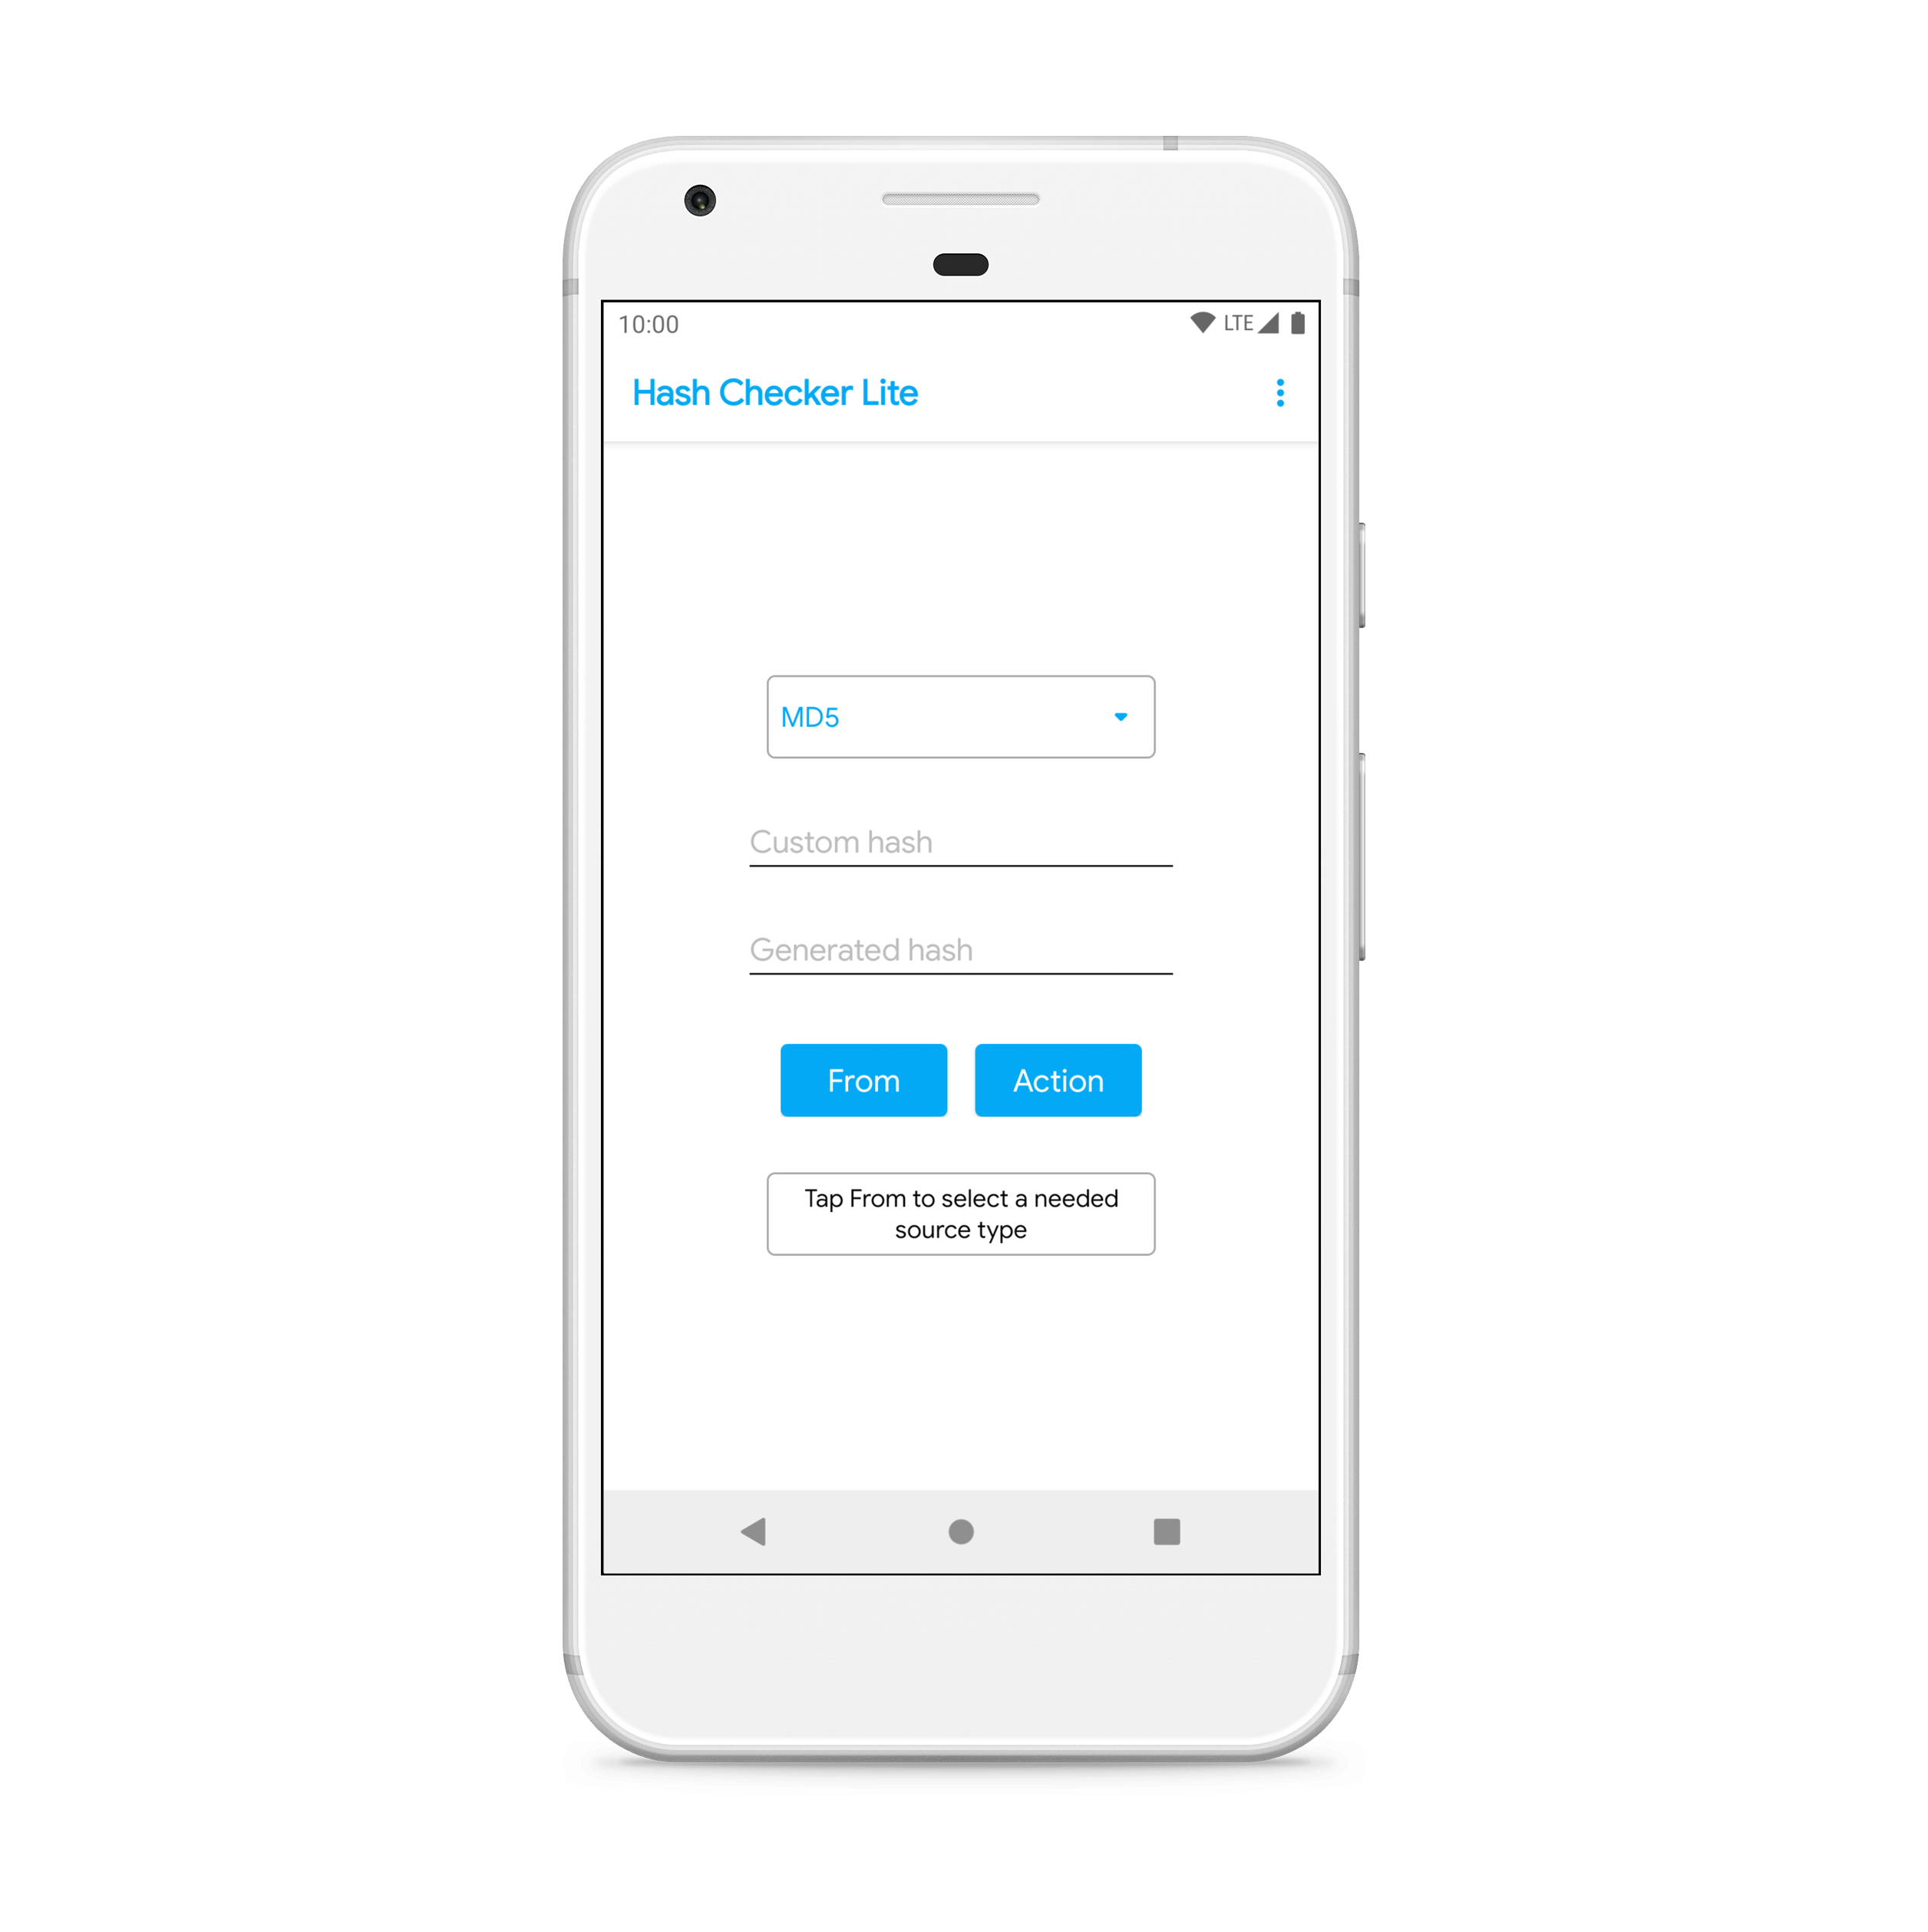 10:00 LTE
Hash Checker Lite
MD5
Custom hash
Generated hash
From Action
Tap From to select a needed
source type